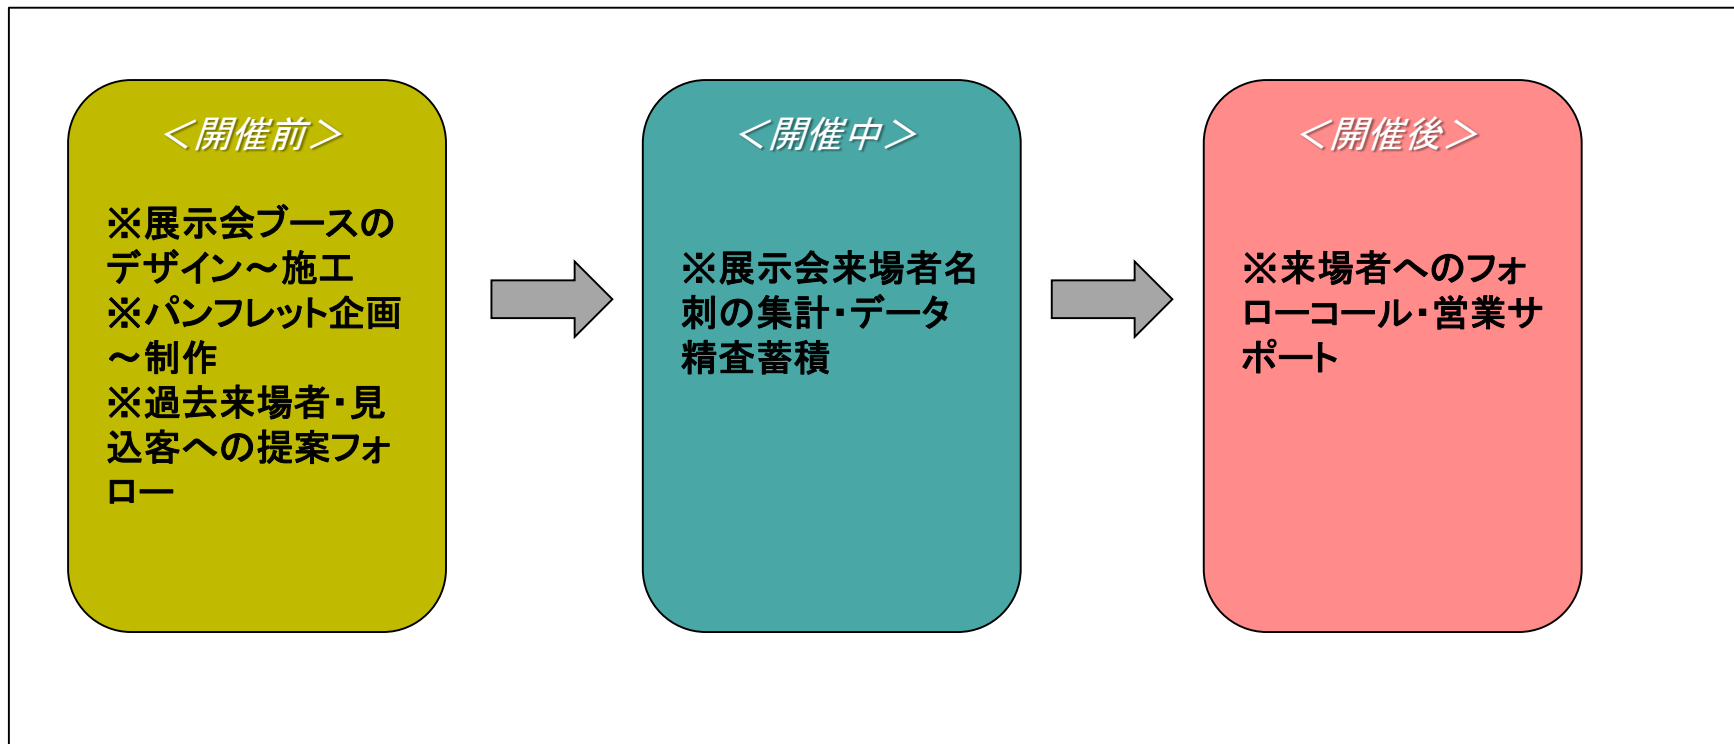 ＜開催前＞
※展示会ブースの
デザイン～施工
※パンフレット企画
～制作
※過去来場者・見
込客への提案フォ
ロー
＜開催中＞
※展示会来場者名
刺の集計・データ
精査蓄積
＜開催後＞
※来場者へのフォ
ローコール・営業サ
ポート